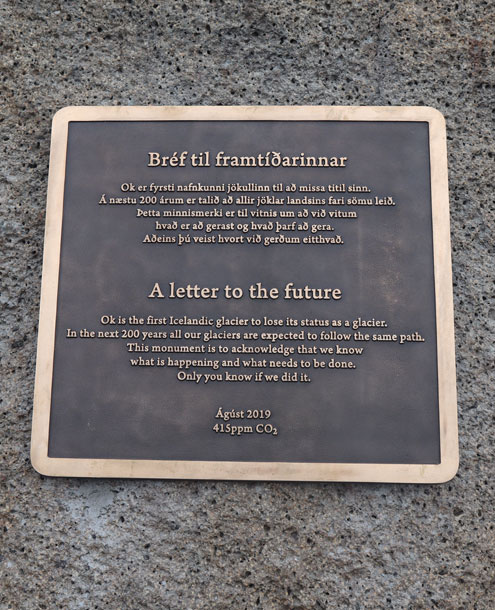 Bréf til framtíðarinnar
Ok er fyrsti nafnkunni jökullinn til að missa titil sinn.
Á næstu 200 árum er talið að allir jöklar landsins fari sömu leið.
Þetta minnismerki er til vitnis um að við vitum
hvað er að gerast og hvað þarf að gera.
Aðeins þú veist hvort við gerðum eitthvað.
A letter to the future
Ok is the first Icelandic glacier to lose its status as a glacier.
In the next 200 years all our glaciers are expected to follow the same path.
This monument is to acknowledge that we know
what is happening and what needs to be done.
Only you know if we did it.
Ágúst 2019
415ppm CO₂